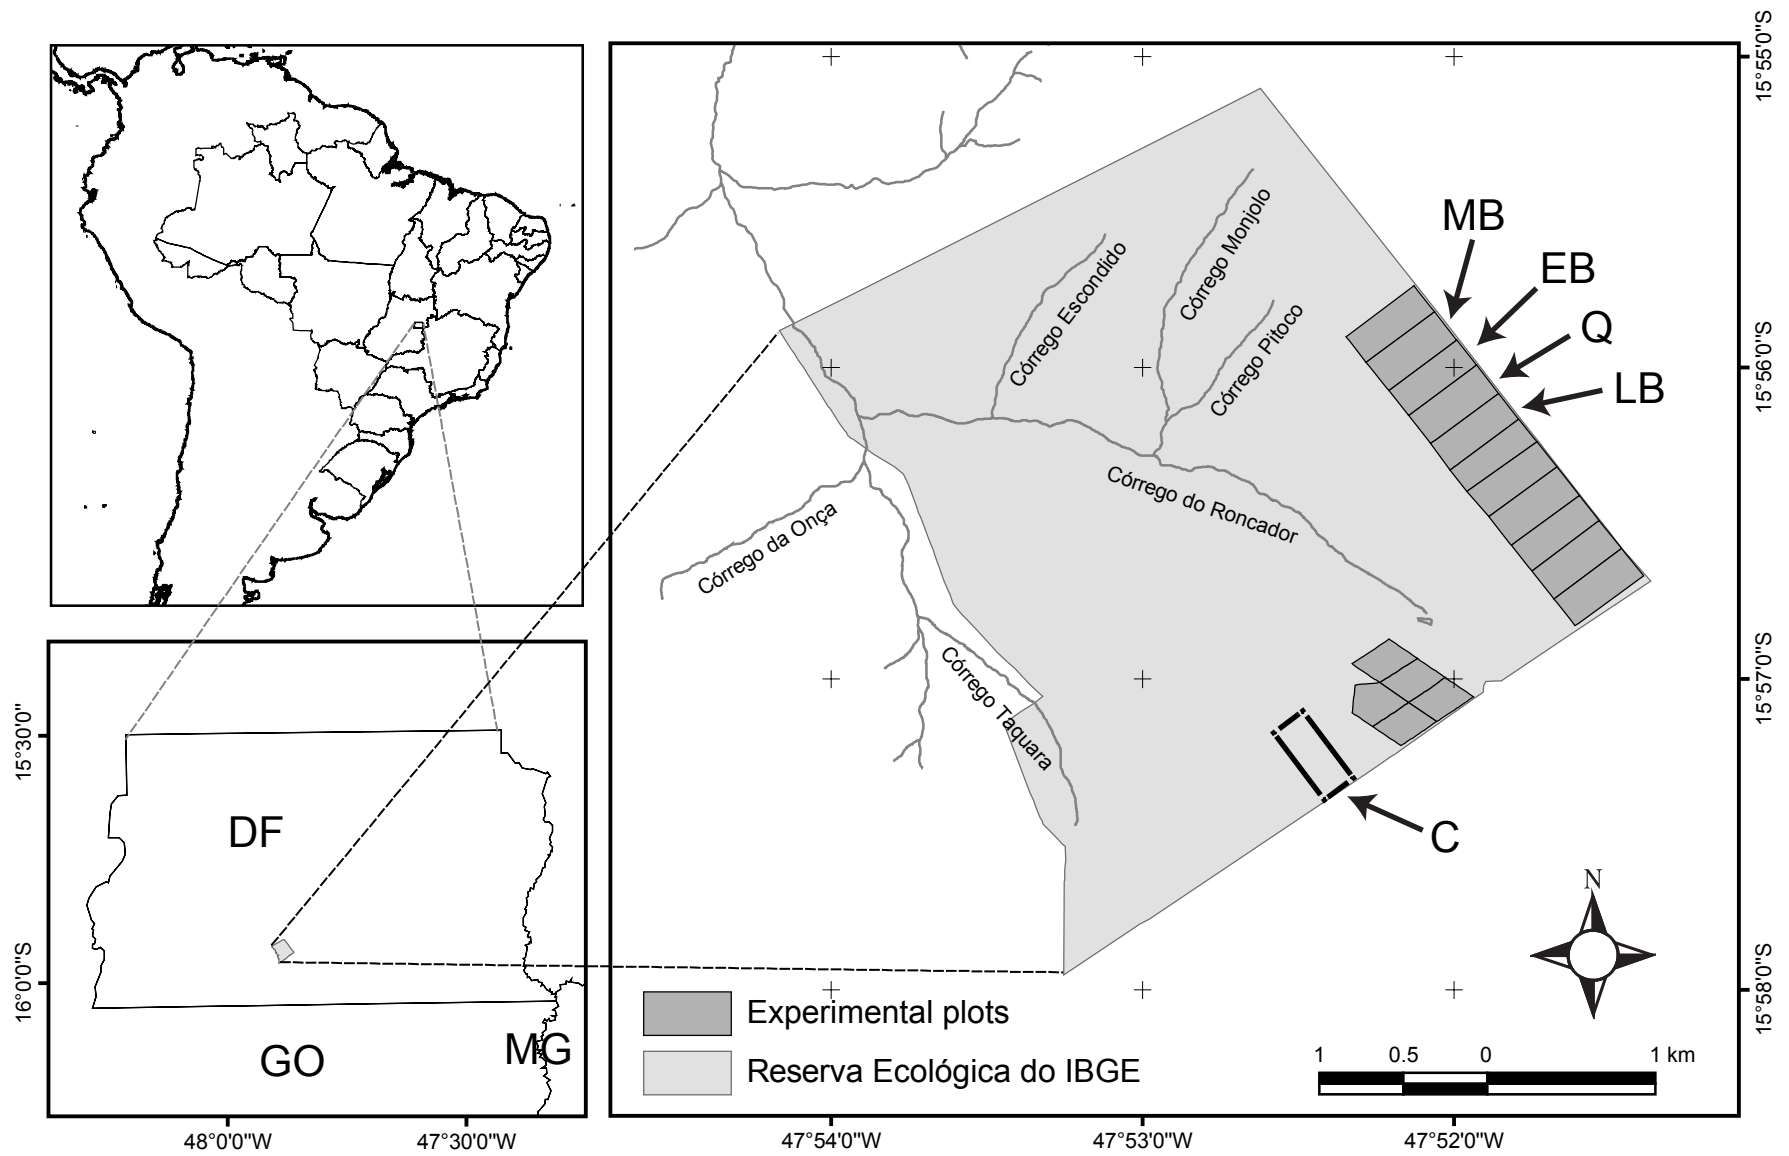 15°30'0"
16°0'0"S
48°0'0"W
47°30'0"W
DF
GO
MG
15°55'0"S
15°56'0"S
15°57'0"S
15°58'0"S
47°54'0"W
47°53'0"W
47°52'0"W
MB
EB
Q
LB
C
Córrego Escondido
Córrego Monjolo
Córrego Pitoco
Córrego do Roncador
Córrego da Onça
Córrego Taquara
N
1 0.5 0 1 km
Experimental plots
Reserva Ecológica do IBGE